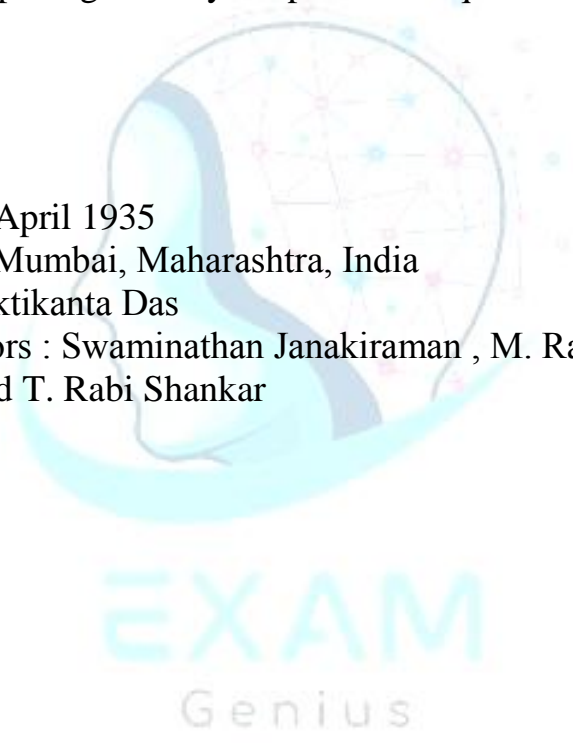 April 1935
Mumbai, Maharashtra, India
ktikanta Das
ors : Swaminathan Janakiraman , M. Ra
d T. Rabi Shankar
EXAM
Genius